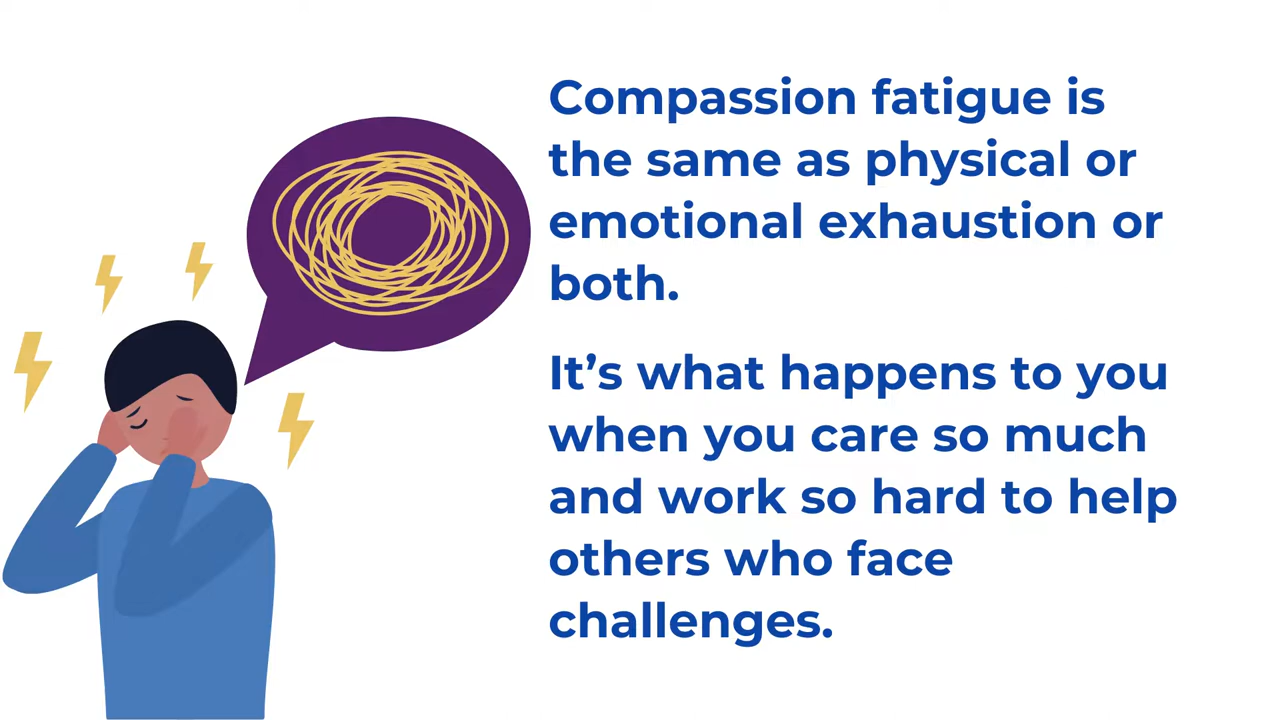 Compassion fatigue is
the same as physical or
emotional exhaustion or
both.
It’s what happens to you
when you care so much
and work so hard to help
others who face
challenges.